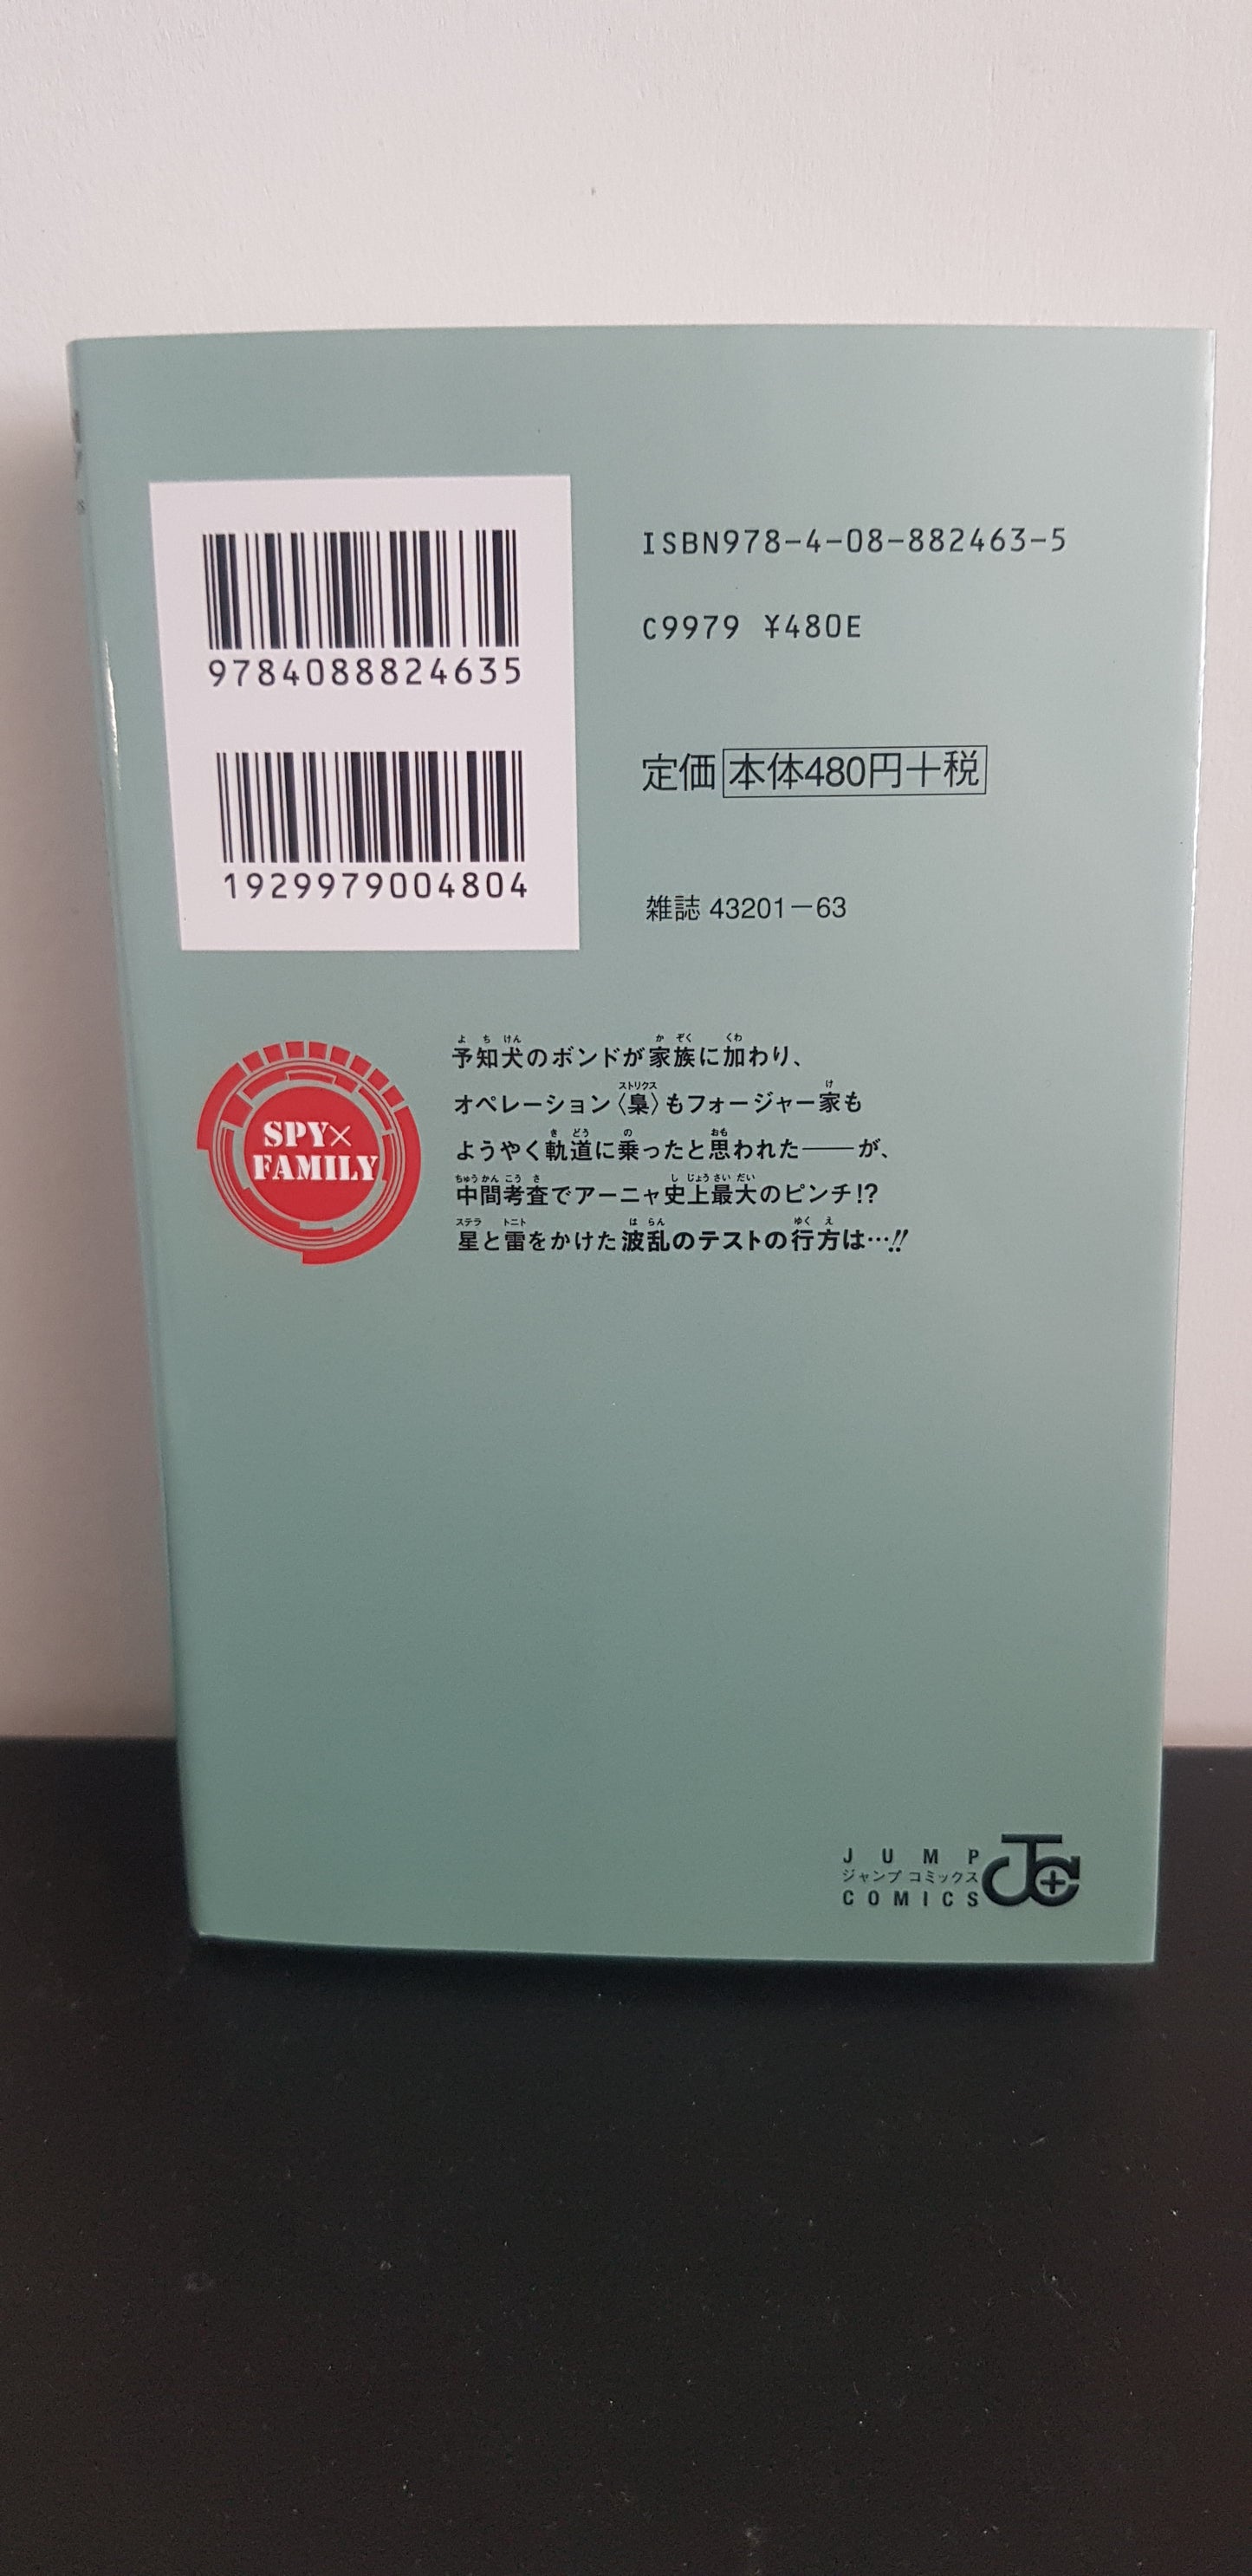 9784088824635
1929979004804
ISBN978-4-08-882463-5
C9979 ¥480E
定価 本体480円+税
雑誌 43201-63
SPY×
FAMILY
予知犬のボンドが家族に加わり、
オペレーション〈梟〉もフォージャー家も
ようやく軌道に乗ったと思われた――が、
中間考査でアーニャ史上最大のピンチ!?
星と雷をかけた波乱のテストの行方は…!!
JUMP
ジャンプ コミックス
COMICS